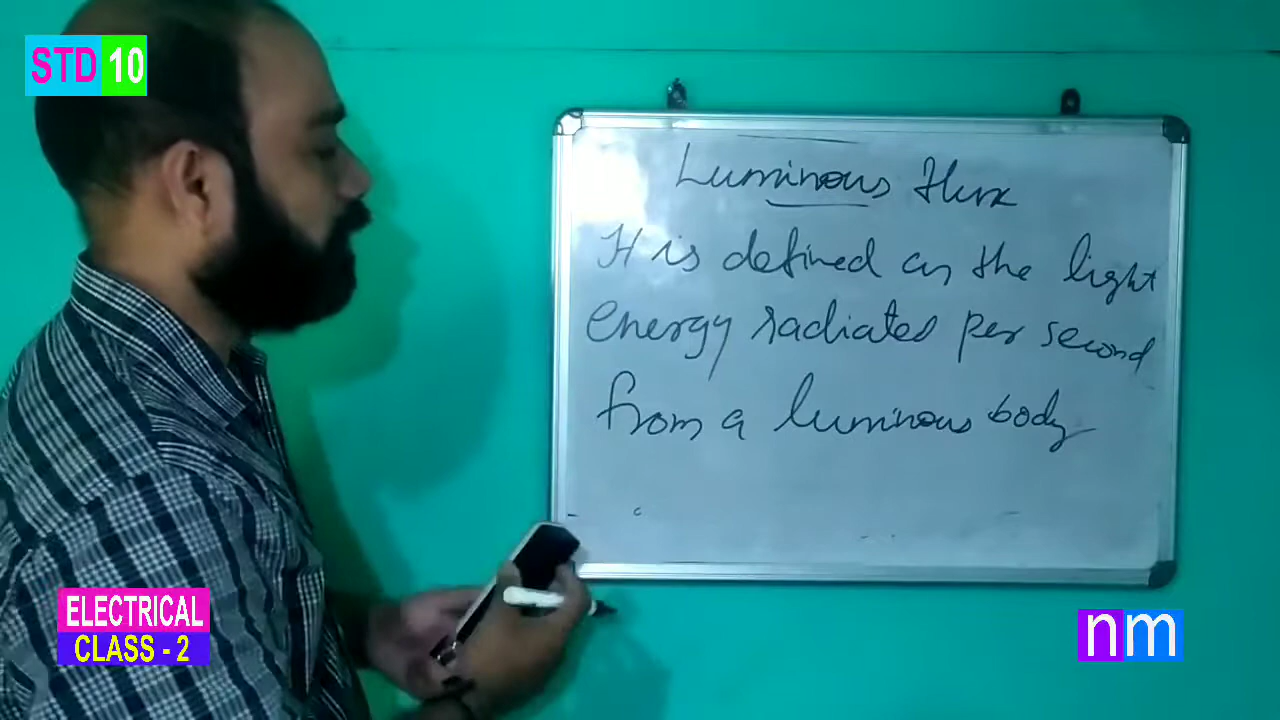 STD 10
Luminous flux
It is defined as the light
energy radiated per second
from a luminous body
ELECTRICAL
CLASS - 2
nm